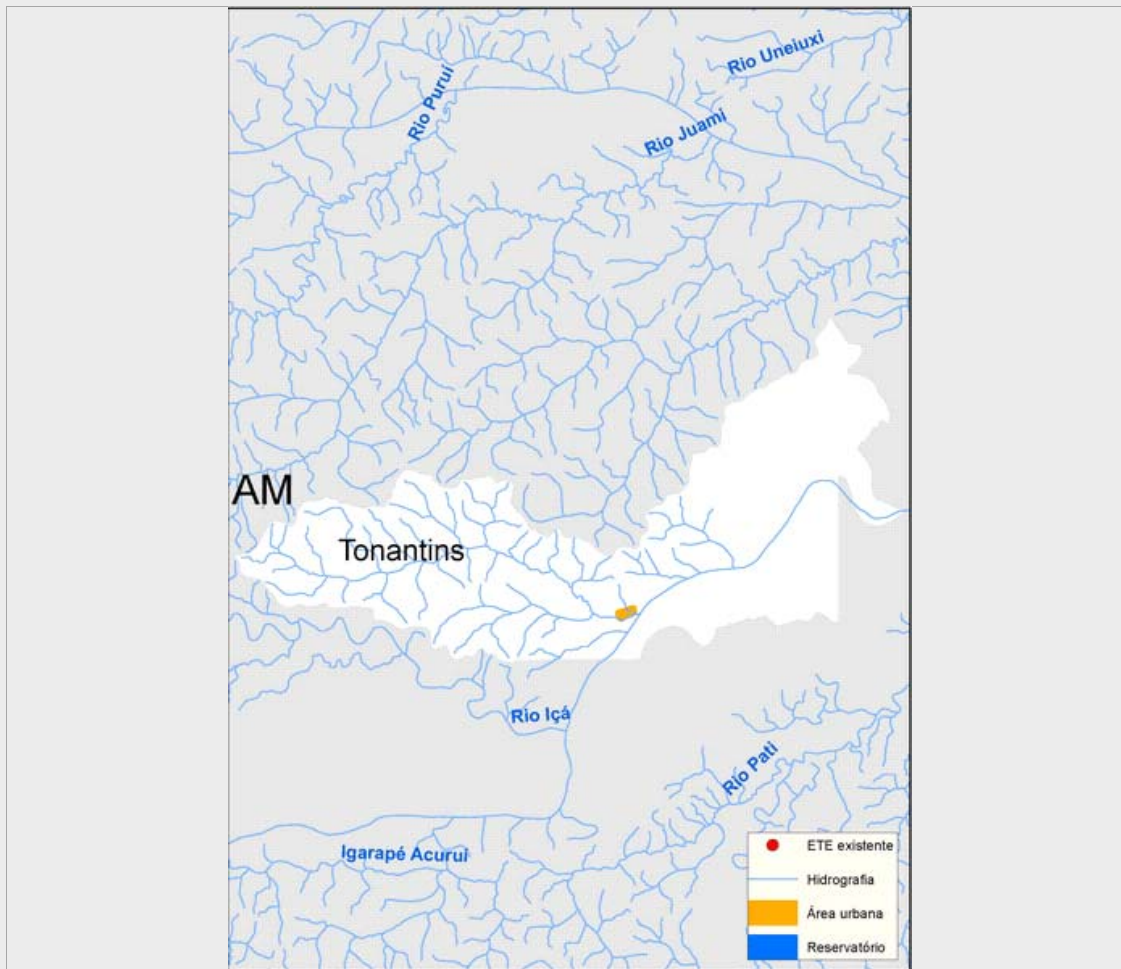 Rio Uneiuxi
Rio Puruí
Rio Juami
AM
Tonantins
Rio Içá
Rio Pati
Igarapé Acuruí
ETE existente
Hidrografia
Área urbana
Reservatório